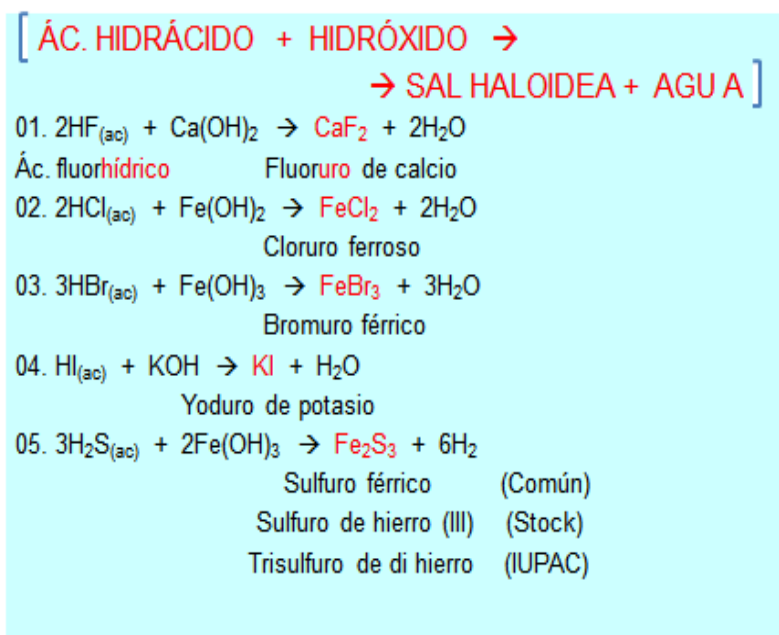 [ ÁC. HIDRÁCIDO + HIDRÓXIDO →
→ SAL HALOIDEA + AGU A ]
01. 2HF₍ac₎ + Ca(OH)₂ → CaF₂ + 2H₂O
Ác. fluorhídrico Fluoruro de calcio
02. 2HCl₍ac₎ + Fe(OH)₂ → FeCl₂ + 2H₂O
Cloruro ferroso
03. 3HBr₍ac₎ + Fe(OH)₃ → FeBr₃ + 3H₂O
Bromuro férrico
04. HI₍ac₎ + KOH → KI + H₂O
Yoduro de potasio
05. 3H₂S₍ac₎ + 2Fe(OH)₃ → Fe₂S₃ + 6H₂
Sulfuro férrico (Común)
Sulfuro de hierro (III) (Stock)
Trisulfuro de di hierro (IUPAC)